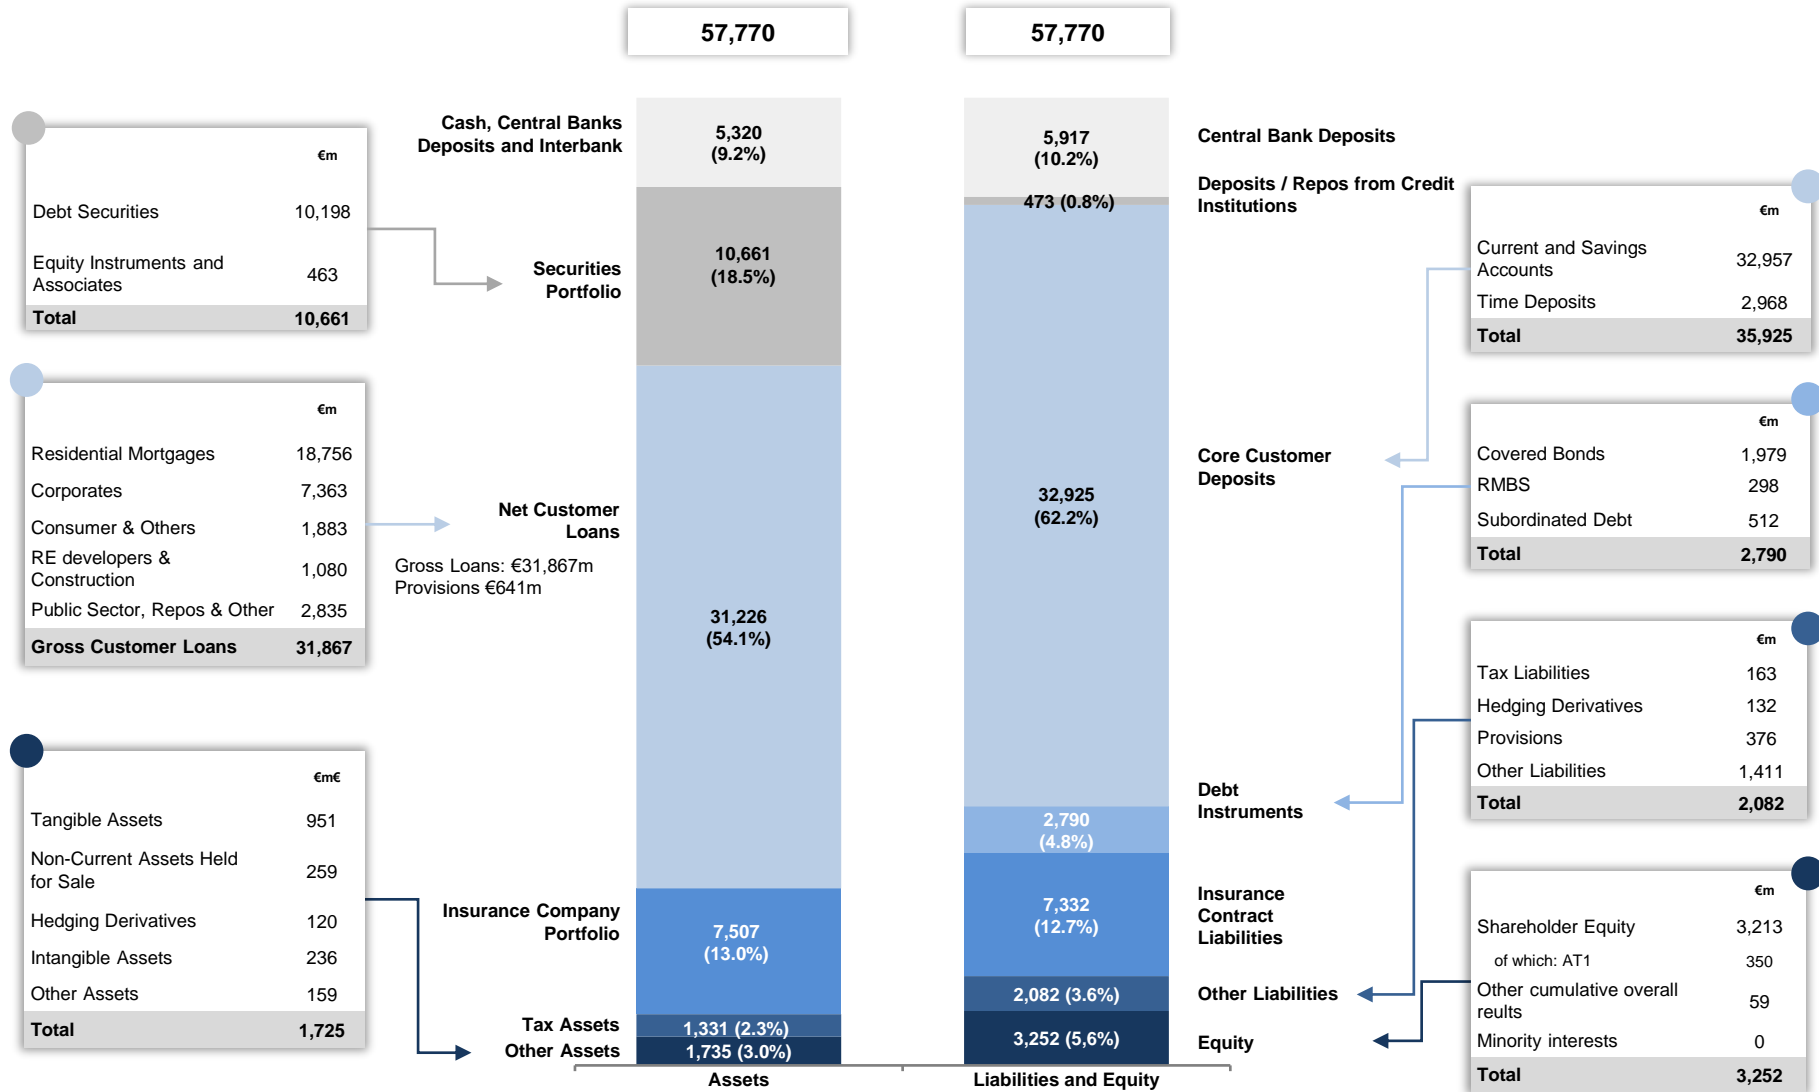 57,770
57,770
€m
Debt Securities 10,198
Equity Instruments and
Associates 463
Total 10,661
€m
Residential Mortgages 18,756
Corporates 7,363
Consumer & Others 1,883
RE developers &
Construction 1,080
Public Sector, Repos & Other 2,835
Gross Customer Loans 31,867
€m€
Tangible Assets 951
Non-Current Assets Held
for Sale 259
Hedging Derivatives 120
Intangible Assets 236
Other Assets 159
Total 1,725
Cash, Central Banks
Deposits and Interbank
Securities
Portfolio
Net Customer
Loans
Gross Loans: €31,867m
Provisions €641m
Insurance Company
Portfolio
Tax Assets
Other Assets
5,320
(9.2%)
10,661
(18.5%)
31,226
(54.1%)
7,507
(13.0%)
1,331 (2.3%)
1,735 (3.0%)
Assets
5,917
(10.2%)
473 (0.8%)
32,925
(62.2%)
2,790
(4.8%)
7,332
(12.7%)
2,082 (3.6%)
3,252 (5,6%)
Liabilities and Equity
Central Bank Deposits
Deposits / Repos from Credit
Institutions
Core Customer
Deposits
Debt
Instruments
Insurance
Contract
Liabilities
Other Liabilities
Equity
€m
Current and Savings
Accounts 32,957
Time Deposits 2,968
Total 35,925
€m
Covered Bonds 1,979
RMBS 298
Subordinated Debt 512
Total 2,790
€m
Tax Liabilities 163
Hedging Derivatives 132
Provisions 376
Other Liabilities 1,411
Total 2,082
€m
Shareholder Equity 3,213
of which: AT1 350
Other cumulative overall
reults 59
Minority interests 0
Total 3,252